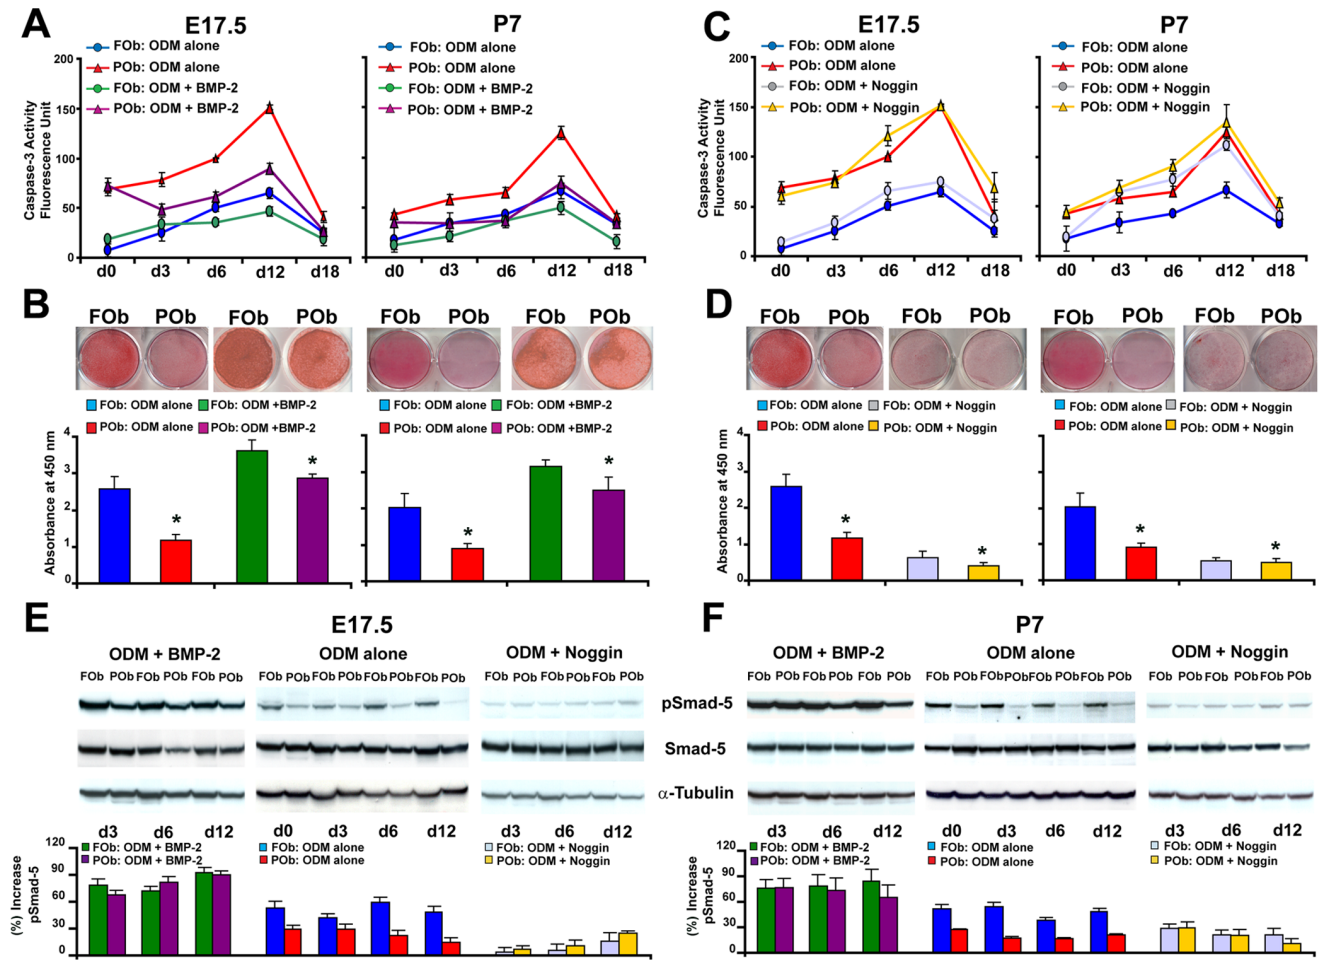 A
E17.5
P7
FOb: ODM alone
POb: ODM alone
FOb: ODM + BMP-2
POb: ODM + BMP-2
FOb: ODM alone
POb: ODM alone
FOb: ODM + BMP-2
POb: ODM + BMP-2
Caspase-3 Activity
Fluorescence Unit
200
150
100
50
0
d0 d3 d6 d12 d18
d0 d3 d6 d12 d18
C
E17.5
P7
FOb: ODM alone
POb: ODM alone
FOb: ODM + Noggin
POb: ODM + Noggin
FOb: ODM alone
POb: ODM alone
FOb: ODM + Noggin
POb: ODM + Noggin
Caspase-3 Activity
Fluorescence Unit
200
150
100
50
0
d0 d3 d6 d12 d18
d0 d3 d6 d12 d18
B
FOb POb FOb POb FOb POb FOb POb
FOb: ODM alone FOb: ODM +BMP-2
POb: ODM alone POb: ODM +BMP-2
FOb: ODM alone FOb: ODM +BMP-2
POb: ODM alone POb: ODM +BMP-2
Absorbance at 450 nm
4
3
2
1
0
* * * *
D
FOb POb FOb POb FOb POb FOb POb
FOb: ODM alone FOb: ODM + Noggin
POb: ODM alone POb: ODM + Noggin
FOb: ODM alone FOb: ODM + Noggin
POb: ODM alone POb: ODM + Noggin
Absorbance at 450 nm
4
3
2
1
0
* * * *
E
E17.5
ODM + BMP-2 ODM alone ODM + Noggin
FOb POb FOb POb FOb POb FOb POb FOb POb FOb POb FOb POb FOb POb FOb POb FOb POb
pSmad-5
Smad-5
α-Tubulin
d3 d6 d12 d0 d3 d6 d12 d3 d6 d12
FOb: ODM + BMP-2
POb: ODM + BMP-2
FOb: ODM alone
POb: ODM alone
FOb: ODM + Noggin
POb: ODM + Noggin
(%) Increase
pSmad-5
120
90
60
30
0
F
P7
ODM + BMP-2 ODM alone ODM + Noggin
FOb POb FOb POb FOb POb FOb POb FOb POb FOb POb FOb POb FOb POb FOb POb FOb POb
d3 d6 d12 d0 d3 d6 d12 d3 d6 d12
FOb: ODM + BMP-2
POb: ODM + BMP-2
FOb: ODM alone
POb: ODM alone
FOb: ODM + Noggin
POb: ODM + Noggin
(%) Increase
pSmad-5
120
90
60
30
0